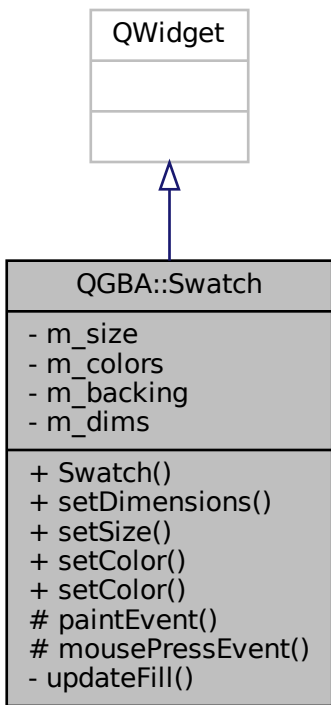 QWidget
QGBA::Swatch
- m_size
- m_colors
- m_backing
- m_dims
+ Swatch()
+ setDimensions()
+ setSize()
+ setColor()
+ setColor()
# paintEvent()
# mousePressEvent()
- updateFill()